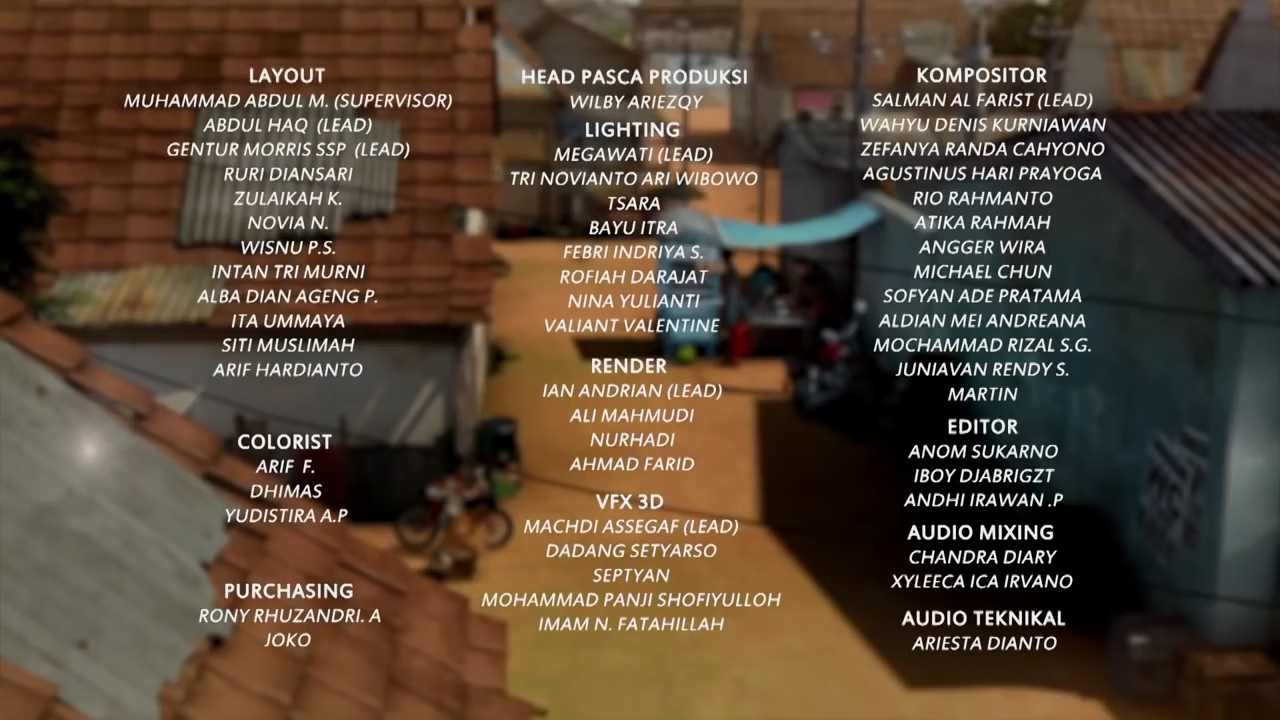 LAYOUT
MUHAMMAD ABDUL M. (SUPERVISOR)
ABDUL HAQ (LEAD)
GENTUR MORRIS SSP (LEAD)
RURI DIANSARI
ZULAIKAH K.
NOVIA N.
WISNU P.S.
INTAN TRI MURNI
ALBA DIAN AGENG P.
ITA UMMAYA
SITI MUSLIMAH
ARIF HARDIANTO
COLORIST
ARIF F.
DHIMAS
YUDISTIRA A.P
PURCHASING
RONY RHUZANDRI. A
JOKO
HEAD PASCA PRODUKSI
WILBY ARIEZQY
LIGHTING
MEGAWATI (LEAD)
TRI NOVIANTO ARI WIBOWO
TSARA
BAYU ITRA
FEBRI INDRIYA S.
ROFIAH DARAJAT
NINA YULIANTI
VALIANT VALENTINE
RENDER
IAN ANDRIAN (LEAD)
ALI MAHMUDI
NURHADI
AHMAD FARID
VFX 3D
MACHDI ASSEGAF (LEAD)
DADANG SETYARSO
SEPTYAN
MOHAMMAD PANJI SHOFIYULLOH
IMAM N. FATAHILLAH
KOMPOSITOR
SALMAN AL FARIST (LEAD)
WAHYU DENIS KURNIAWAN
ZEFANYA RANDA CAHYONO
AGUSTINUS HARI PRAYOGA
RIO RAHMANTO
ATIKA RAHMAH
ANGGER WIRA
MICHAEL CHUN
SOFYAN ADE PRATAMA
ALDIAN MEI ANDREANA
MOCHAMMAD RIZAL S.G.
JUNIAVAN RENDY S.
MARTIN
EDITOR
ANOM SUKARNO
IBOY DJABRIGZT
ANDHI IRAWAN .P
AUDIO MIXING
CHANDRA DIARY
XYLEECA ICA IRVANO
AUDIO TEKNIKAL
ARIESTA DIANTO